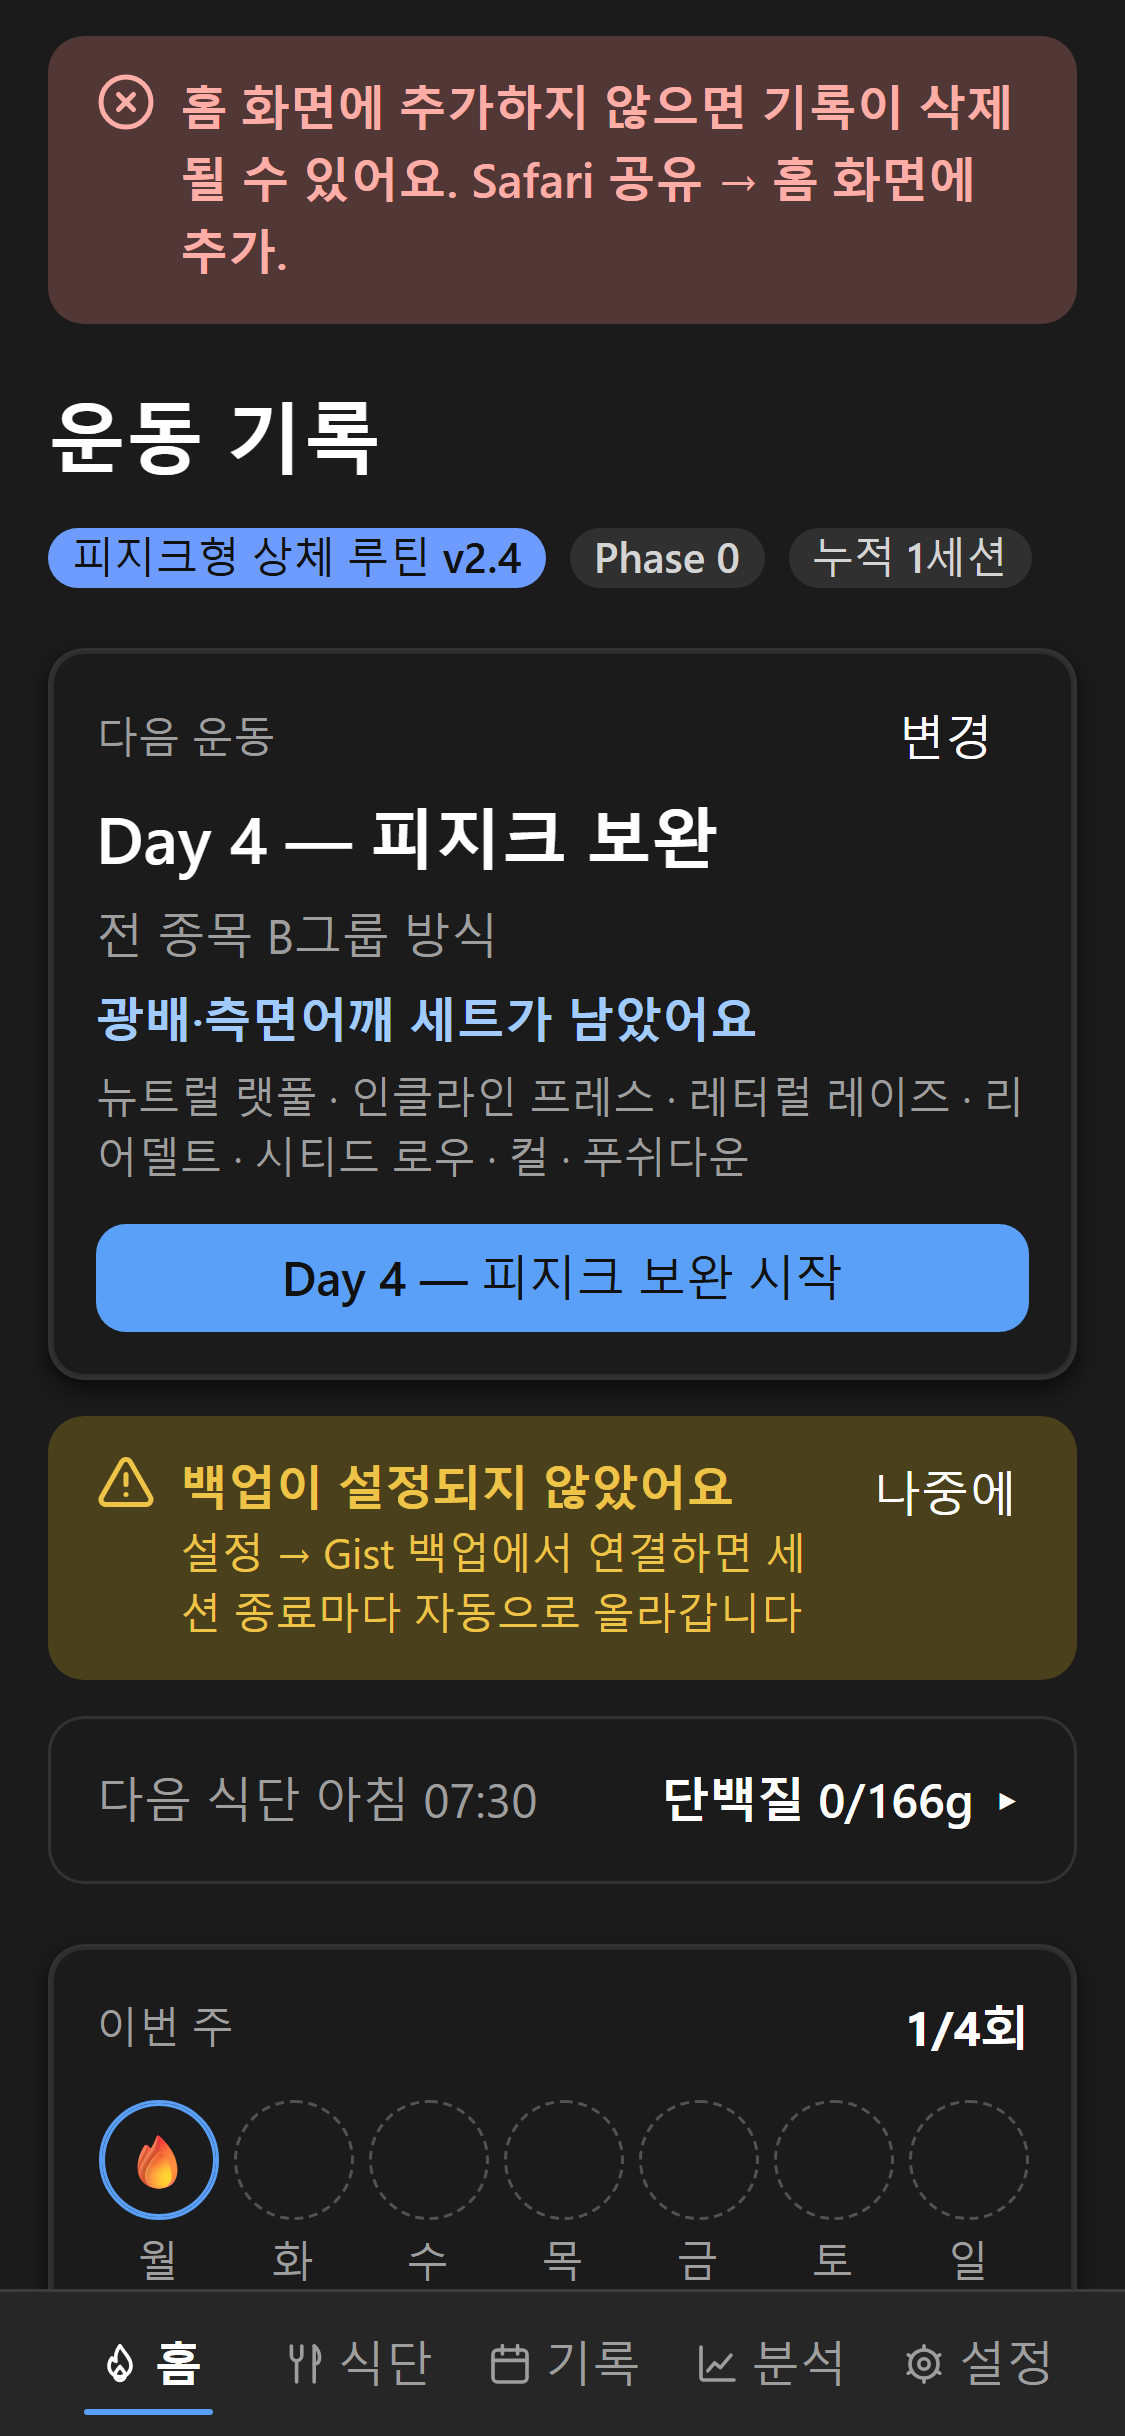 홈 화면에 추가하지 않으면 기록이 삭제
될 수 있어요. Safari 공유 → 홈 화면에
추가.
운동 기록
피지크형 상체 루틴 v2.4
Phase 0
누적 1세션
다음 운동
변경
Day 4 — 피지크 보완
전 종목 B그룹 방식
광배·측면어깨 세트가 남았어요
뉴트럴 랫풀 · 인클라인 프레스 · 레터럴 레이즈 · 리
어델트 · 시티드 로우 · 컬 · 푸쉬다운
Day 4 — 피지크 보완 시작
백업이 설정되지 않았어요
나중에
설정 → Gist 백업에서 연결하면 세
션 종료마다 자동으로 올라갑니다
다음 식단 아침 07:30
단백질 0/166g ▸
이번 주
1/4회
월 화 수 목 금 토 일
홈 식단 기록 분석 설정